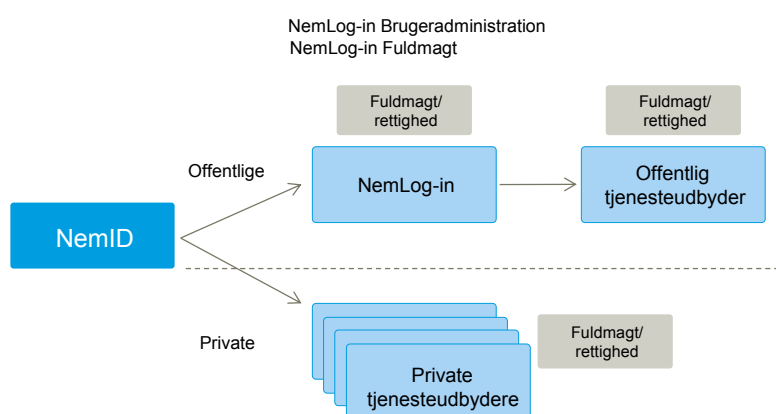 NemLog-in Brugeradministration
NemLog-in Fuldmagt
Fuldmagt/
rettighed
Fuldmagt/
rettighed
Offentlige
NemLog-in
Offentlig
tjenesteudbyder
NemID
Private
Fuldmagt/
rettighed
Private
tjenesteudbydere